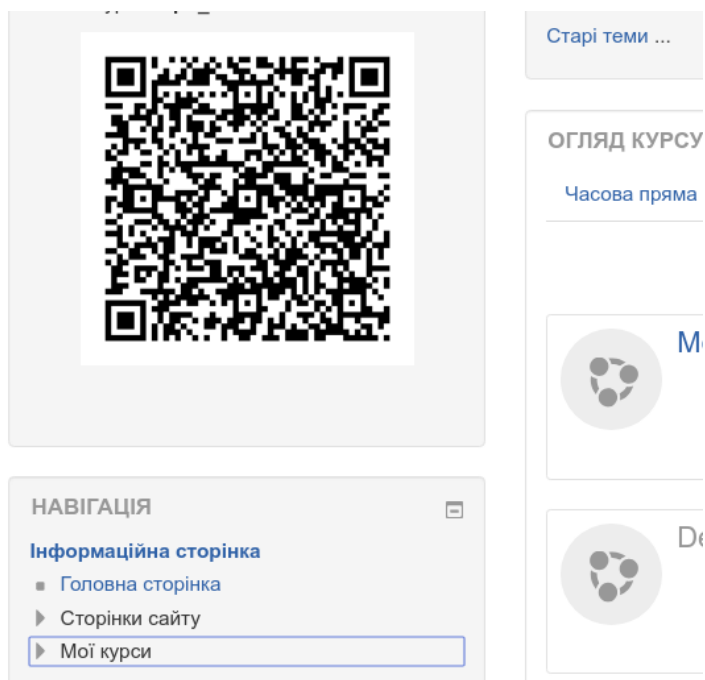 НАВІГАЦІЯ
Інформаційна сторінка
Головна сторінка
Сторінки сайту
Мої курси
Старі теми ...
ОГЛЯД КУРСУ
Часова пряма